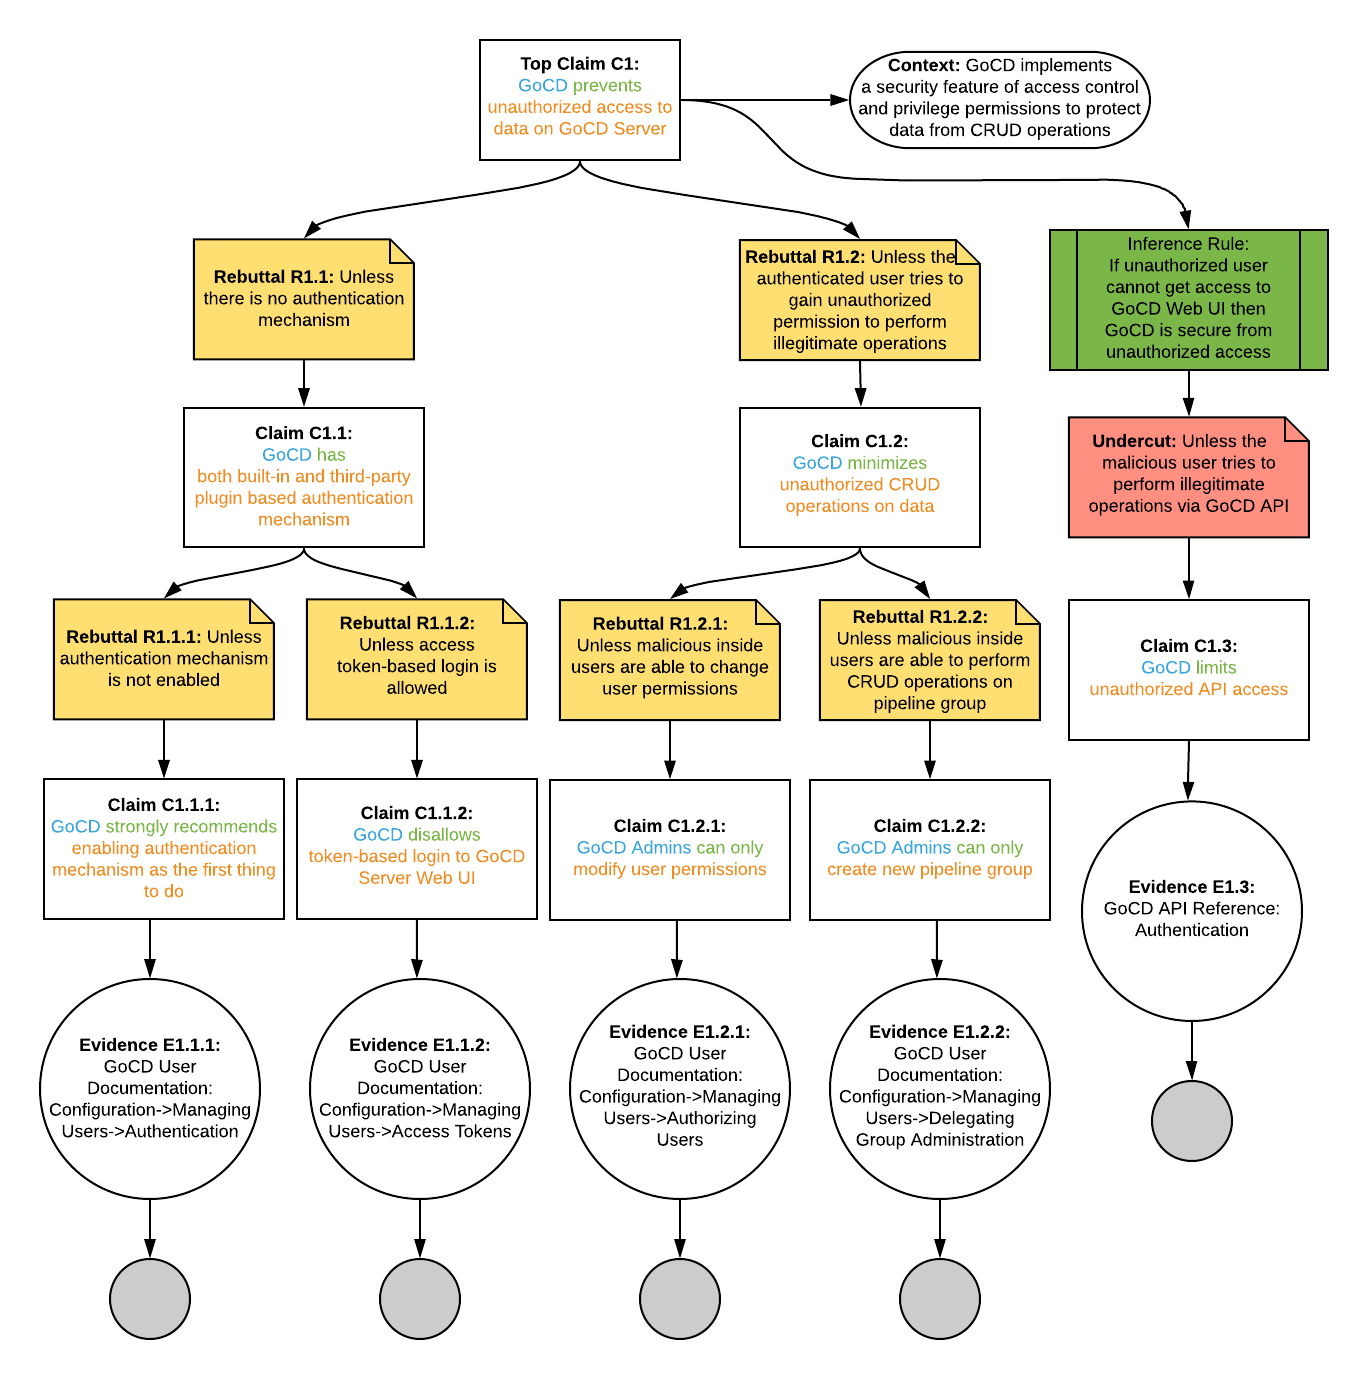 Top Claim C1:
GoCD prevents
unauthorized access to
data on GoCD Server
Context: GoCD implements
a security feature of access control
and privilege permissions to protect
data from CRUD operations
Rebuttal R1.1: Unless
there is no authentication
mechanism
Rebuttal R1.2: Unless the
authenticated user tries to
gain unauthorized
permission to perform
illegitimate operations
Inference Rule:
If unauthorized user
cannot get access to
GoCD Web UI then
GoCD is secure from
unauthorized access
Claim C1.1:
GoCD has
both built-in and third-party
plugin based authentication
mechanism
Claim C1.2:
GoCD minimizes
unauthorized CRUD
operations on data
Undercut: Unless the
malicious user tries to
perform illegitimate
operations via GoCD API
Rebuttal R1.1.1: Unless
authentication mechanism
is not enabled
Rebuttal R1.1.2:
Unless access
token-based login is
allowed
Rebuttal R1.2.1:
Unless malicious inside
users are able to change
user permissions
Rebuttal R1.2.2:
Unless malicious inside
users are able to perform
CRUD operations on
pipeline group
Claim C1.3:
GoCD limits
unauthorized API access
Claim C1.1.1:
GoCD strongly recommends
enabling authentication
mechanism as the first thing
to do
Claim C1.1.2:
GoCD disallows
token-based login to GoCD
Server Web UI
Claim C1.2.1:
GoCD Admins can only
modify user permissions
Claim C1.2.2:
GoCD Admins can only
create new pipeline group
Evidence E1.3:
GoCD API Reference:
Authentication
Evidence E1.1.1:
GoCD User
Documentation:
Configuration->Managing
Users->Authentication
Evidence E1.1.2:
GoCD User
Documentation:
Configuration->Managing
Users->Access Tokens
Evidence E1.2.1:
GoCD User
Documentation:
Configuration->Managing
Users->Authorizing
Users
Evidence E1.2.2:
GoCD User
Documentation:
Configuration->Managing
Users->Delegating
Group Administration